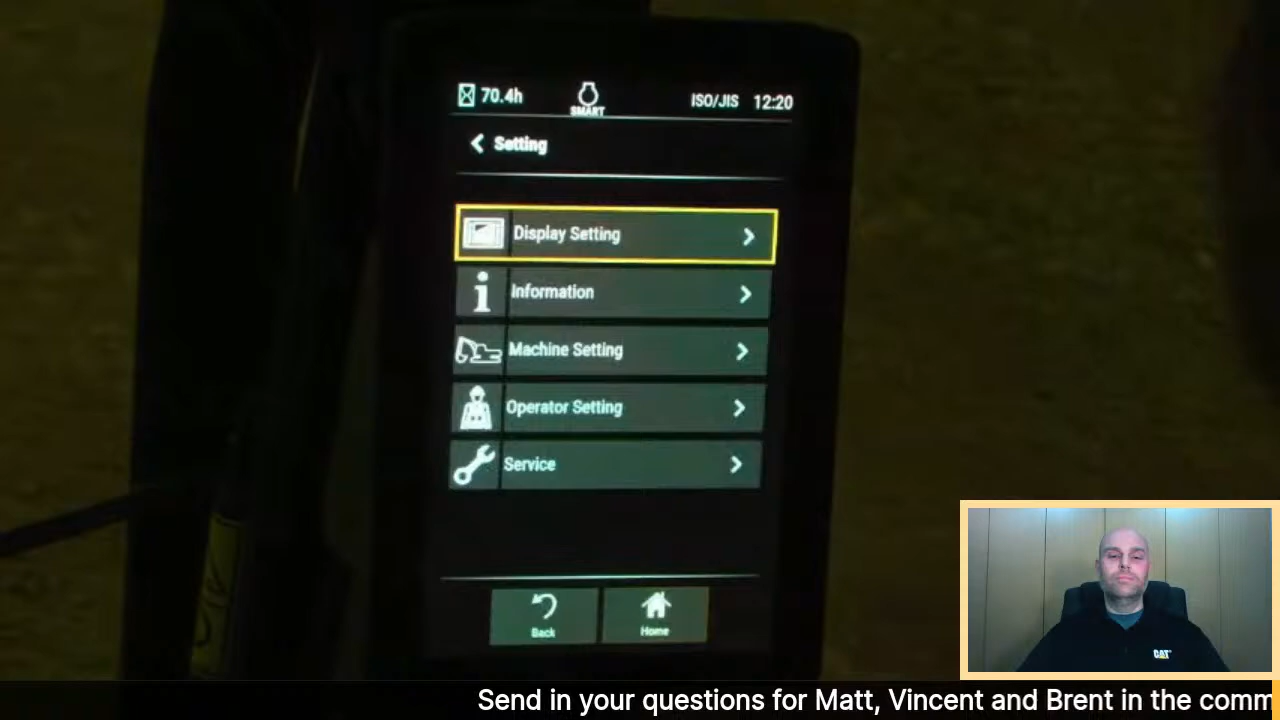 70.4h SMART ISO/JIS 12:20
Setting
Display Setting
Information
Machine Setting
Operator Setting
Service
Back Home
CAT
Send in your questions for Matt, Vincent and Brent in the comm